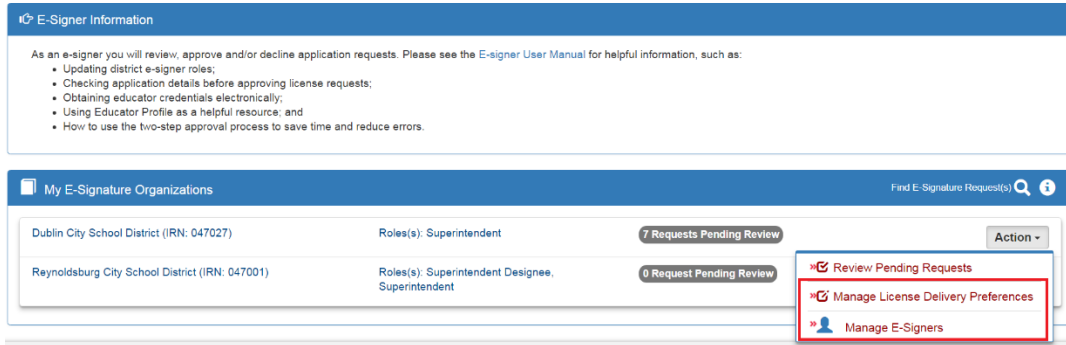 E-Signer Information
As an e-signer you will review, approve and/or decline application requests. Please see the E-signer User Manual for helpful information, such as:
• Updating district e-signer roles;
• Checking application details before approving license requests;
• Obtaining educator credentials electronically;
• Using Educator Profile as a helpful resource; and
• How to use the two-step approval process to save time and reduce errors.
My E-Signature Organizations
Find E-Signature Request(s)
Dublin City School District (IRN: 047027)
Roles(s): Superintendent
7 Requests Pending Review
Action
Reynoldsburg City School District (IRN: 047001)
Roles(s): Superintendent Designee,
Superintendent
0 Request Pending Review
» Review Pending Requests
» Manage License Delivery Preferences
» Manage E-Signers